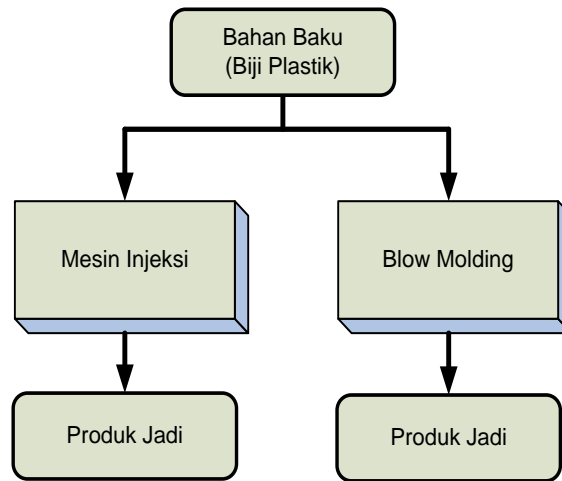 Bahan Baku
(Biji Plastik)
Mesin Injeksi
Blow Molding
Produk Jadi
Produk Jadi